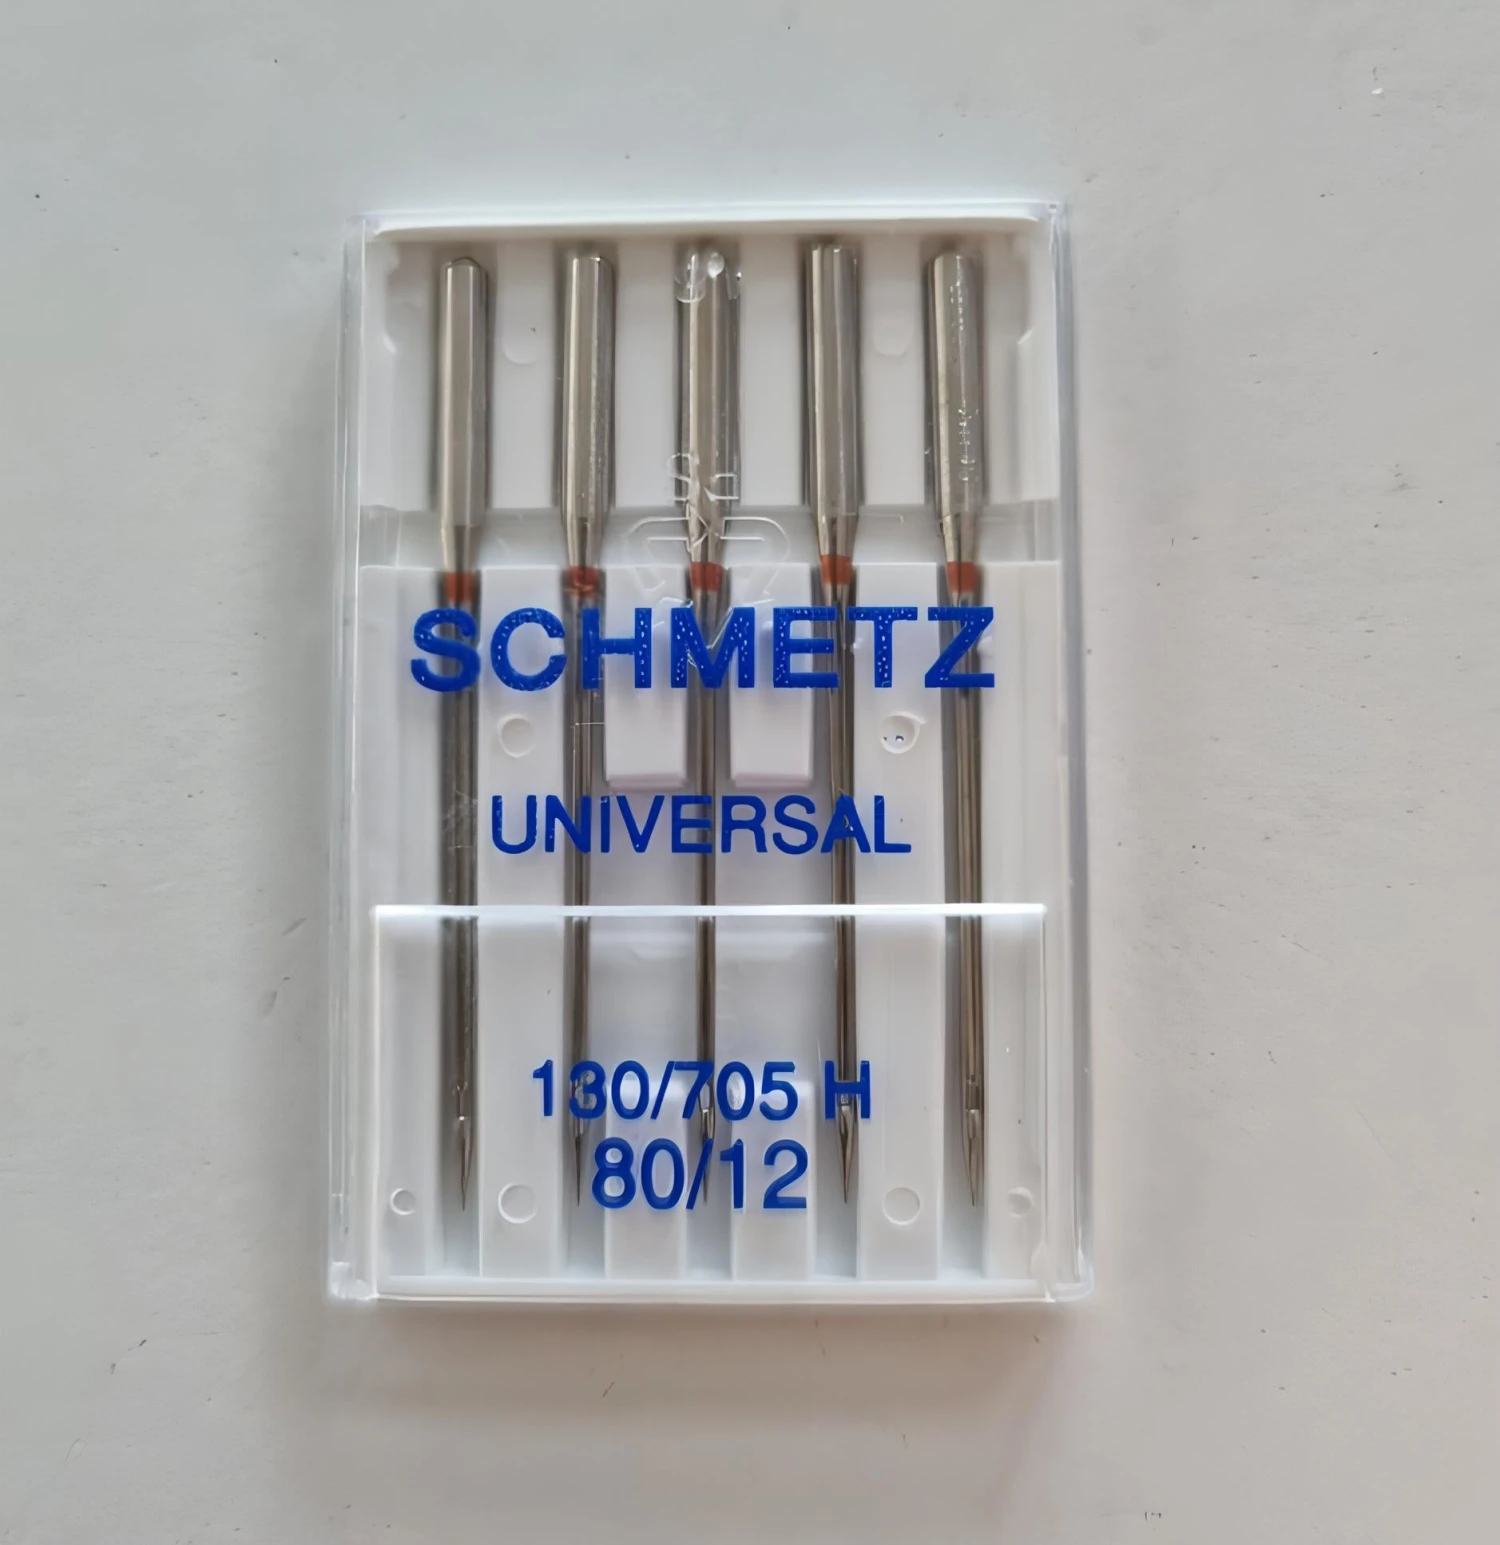 SCHMETZ
UNIVERSAL
130/705 H
80/12